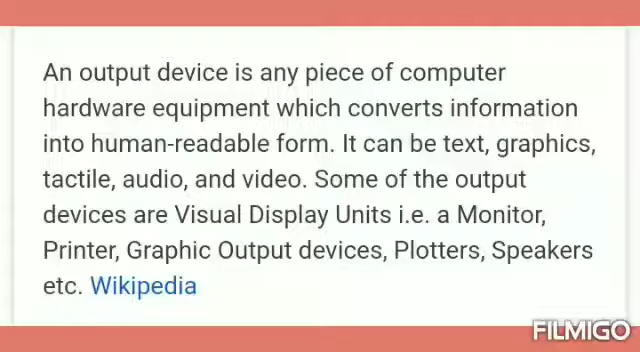 An output device is any piece of computer
hardware equipment which converts information
into human-readable form. It can be text, graphics,
tactile, audio, and video. Some of the output
devices are Visual Display Units i.e. a Monitor,
Printer, Graphic Output devices, Plotters, Speakers
etc. Wikipedia
FILMIGO